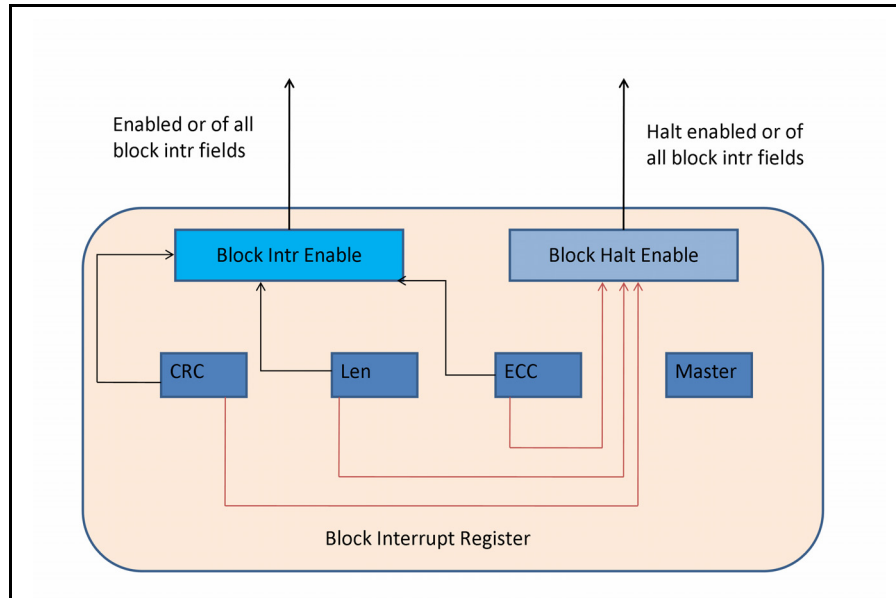 Enabled or of all
block intr fields
Halt enabled or of
all block intr fields
Block Intr Enable
Block Halt Enable
CRC
Len
ECC
Master
Block Interrupt Register